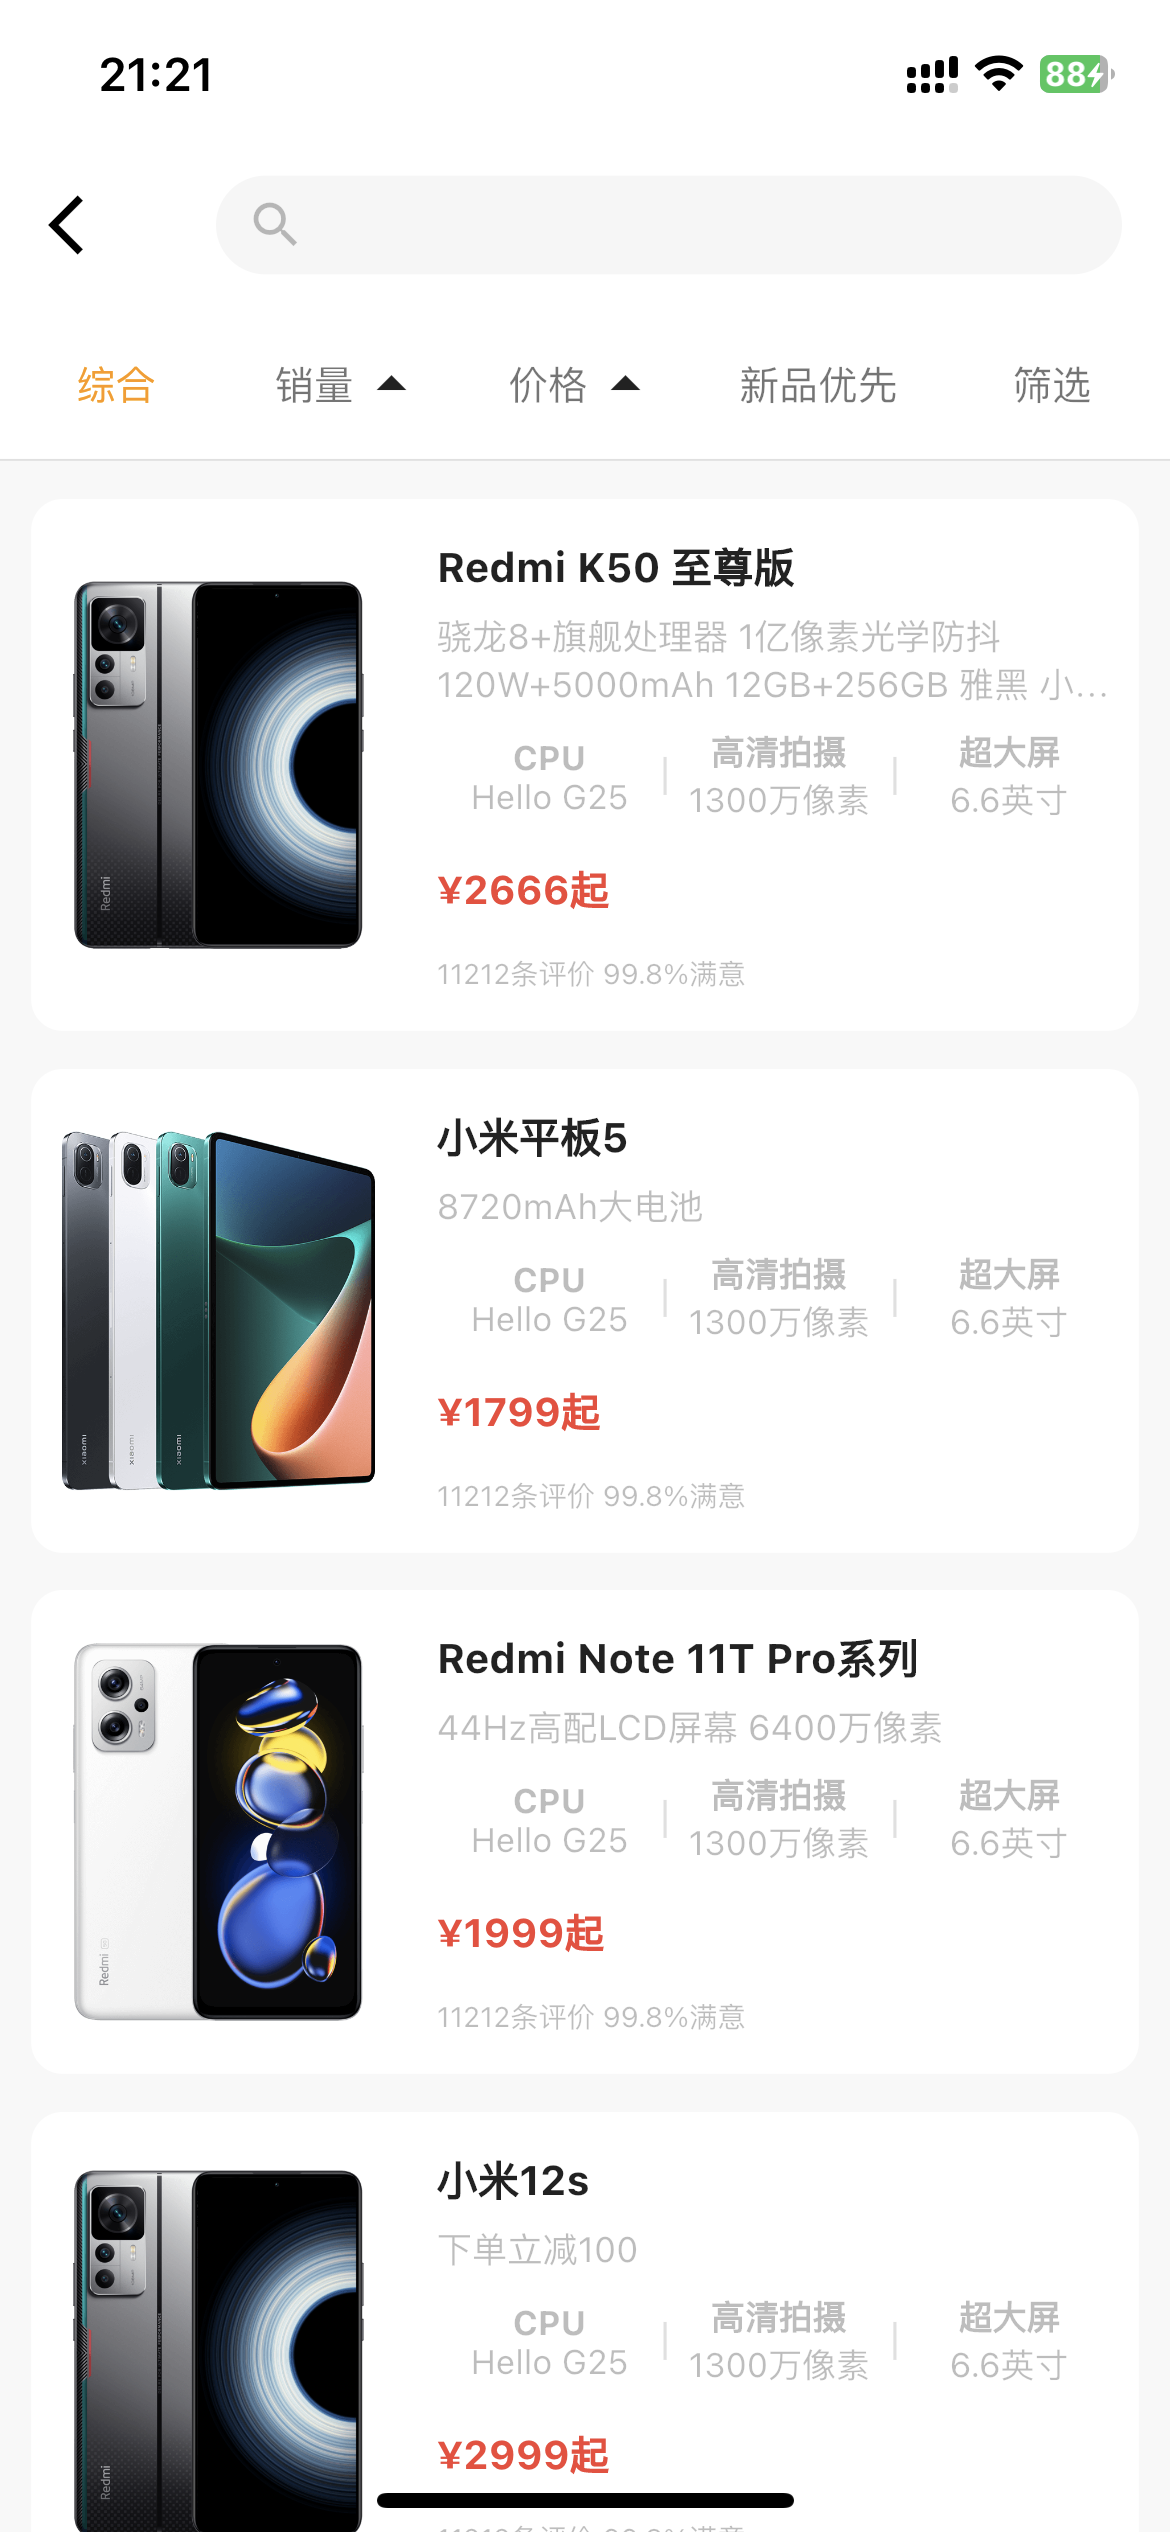 21:21
88
综合 销量 价格 新品优先 筛选
Redmi K50 至尊版
骁龙8+旗舰处理器 1亿像素光学防抖
120W+5000mAh 12GB+256GB 雅黑 小...
CPU 高清拍摄 超大屏
Hello G25 1300万像素 6.6英寸
¥2666起
11212条评价 99.8%满意
Redmi
小米平板5
8720mAh大电池
CPU 高清拍摄 超大屏
Hello G25 1300万像素 6.6英寸
¥1799起
11212条评价 99.8%满意
xiaomi
xiaomi
xiaomi
Redmi Note 11T Pro系列
44Hz高配LCD屏幕 6400万像素
CPU 高清拍摄 超大屏
Hello G25 1300万像素 6.6英寸
¥1999起
11212条评价 99.8%满意
Redmi
小米12s
下单立减100
CPU 高清拍摄 超大屏
Hello G25 1300万像素 6.6英寸
¥2999起
Redmi